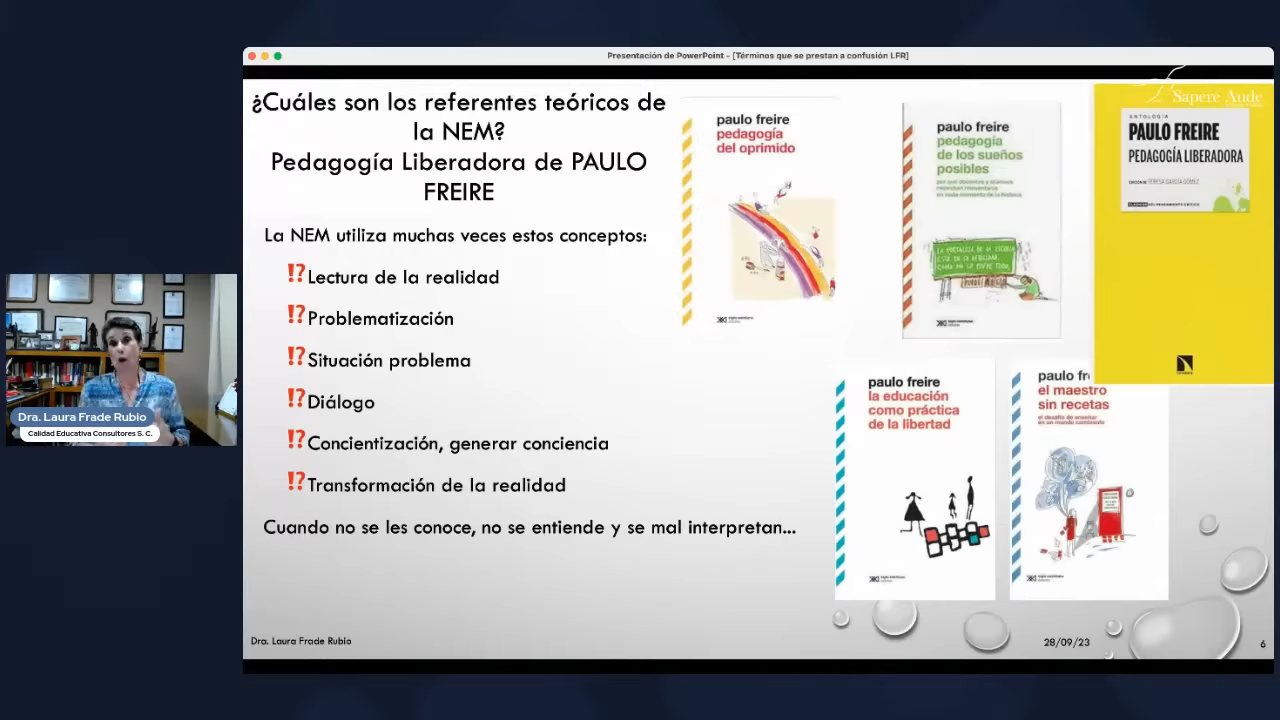 Presentación de PowerPoint - [Términos que se prestan a confusión LFR]
¿Cuáles son los referentes teóricos de
la NEM?
Pedagogía Liberadora de PAULO
FREIRE
La NEM utiliza muchas veces estos conceptos:
⁉Lectura de la realidad
⁉Problematización
⁉Situación problema
⁉Diálogo
⁉Concientización, generar conciencia
⁉Transformación de la realidad
Cuando no se les conoce, no se entiende y se mal interpretan...
paulo freire
pedagogía
del oprimido
paulo freire
pedagogía
de los sueños
posibles
Sapere Aude
ANTOLOGÍA
PAULO FREIRE
PEDAGOGÍA LIBERADORA
paulo freire
la educación
como práctica
de la libertad
paulo fr
el maestro
sin recetas
el desafío de enseñar
en un mundo cambiante
Dra. Laura Frade Rubio
Calidad Educativa Consultores S. C.
Dra. Laura Frade Rubio
28/09/23
6